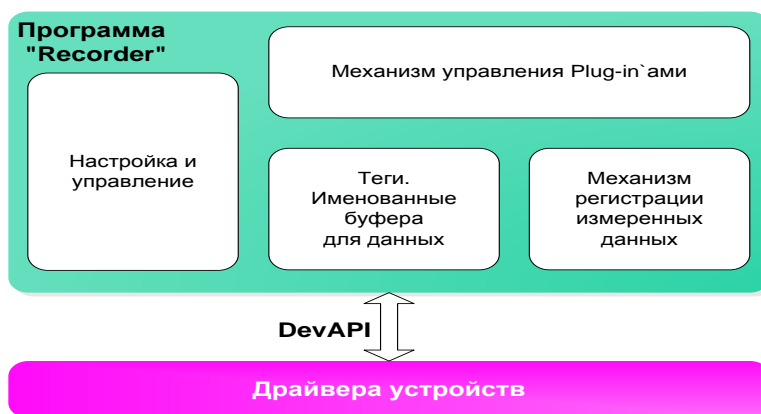 Программа
"Recorder"
Механизм управления Plug-in`ами
Настройка и
управление
Теги.
Именованные
буфера
для данных
Механизм
регистрации
измеренных
данных
DevAPI
Драйвера устройств